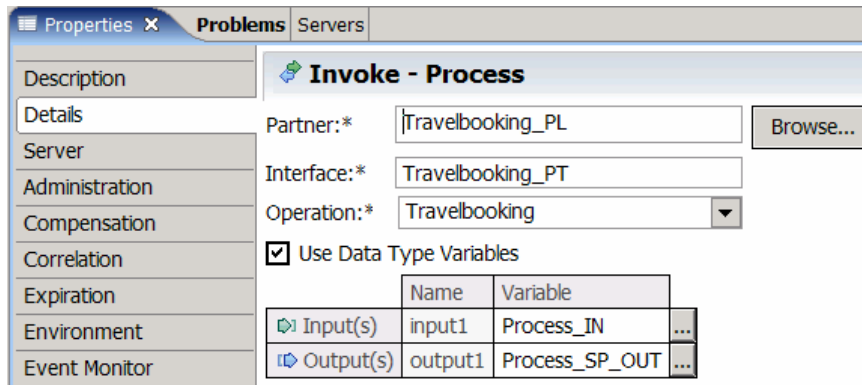 Properties Problems Servers
Invoke - Process
Description
Details
Server
Administration
Compensation
Correlation
Expiration
Environment
Event Monitor
Partner:* Travelbooking_PL Browse...
Interface:* Travelbooking_PT
Operation:* Travelbooking
Use Data Type Variables
Name Variable
Input(s) input1 Process_IN ...
Output(s) output1 Process_SP_OUT ...